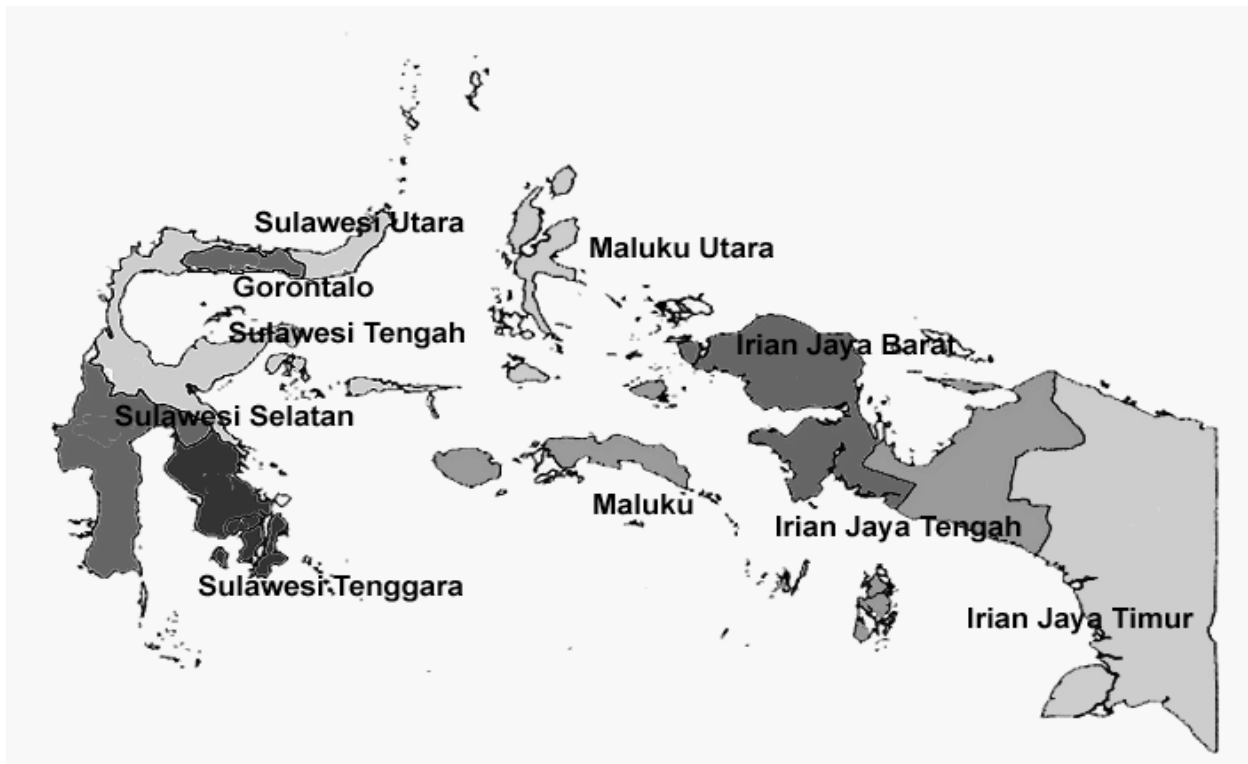 Sulawesi Utara
Maluku Utara
Gorontalo
Sulawesi Tengah
Irian Jaya Barat
Sulawesi Selatan
Maluku
Irian Jaya Tengah
Sulawesi Tenggara
Irian Jaya Timur